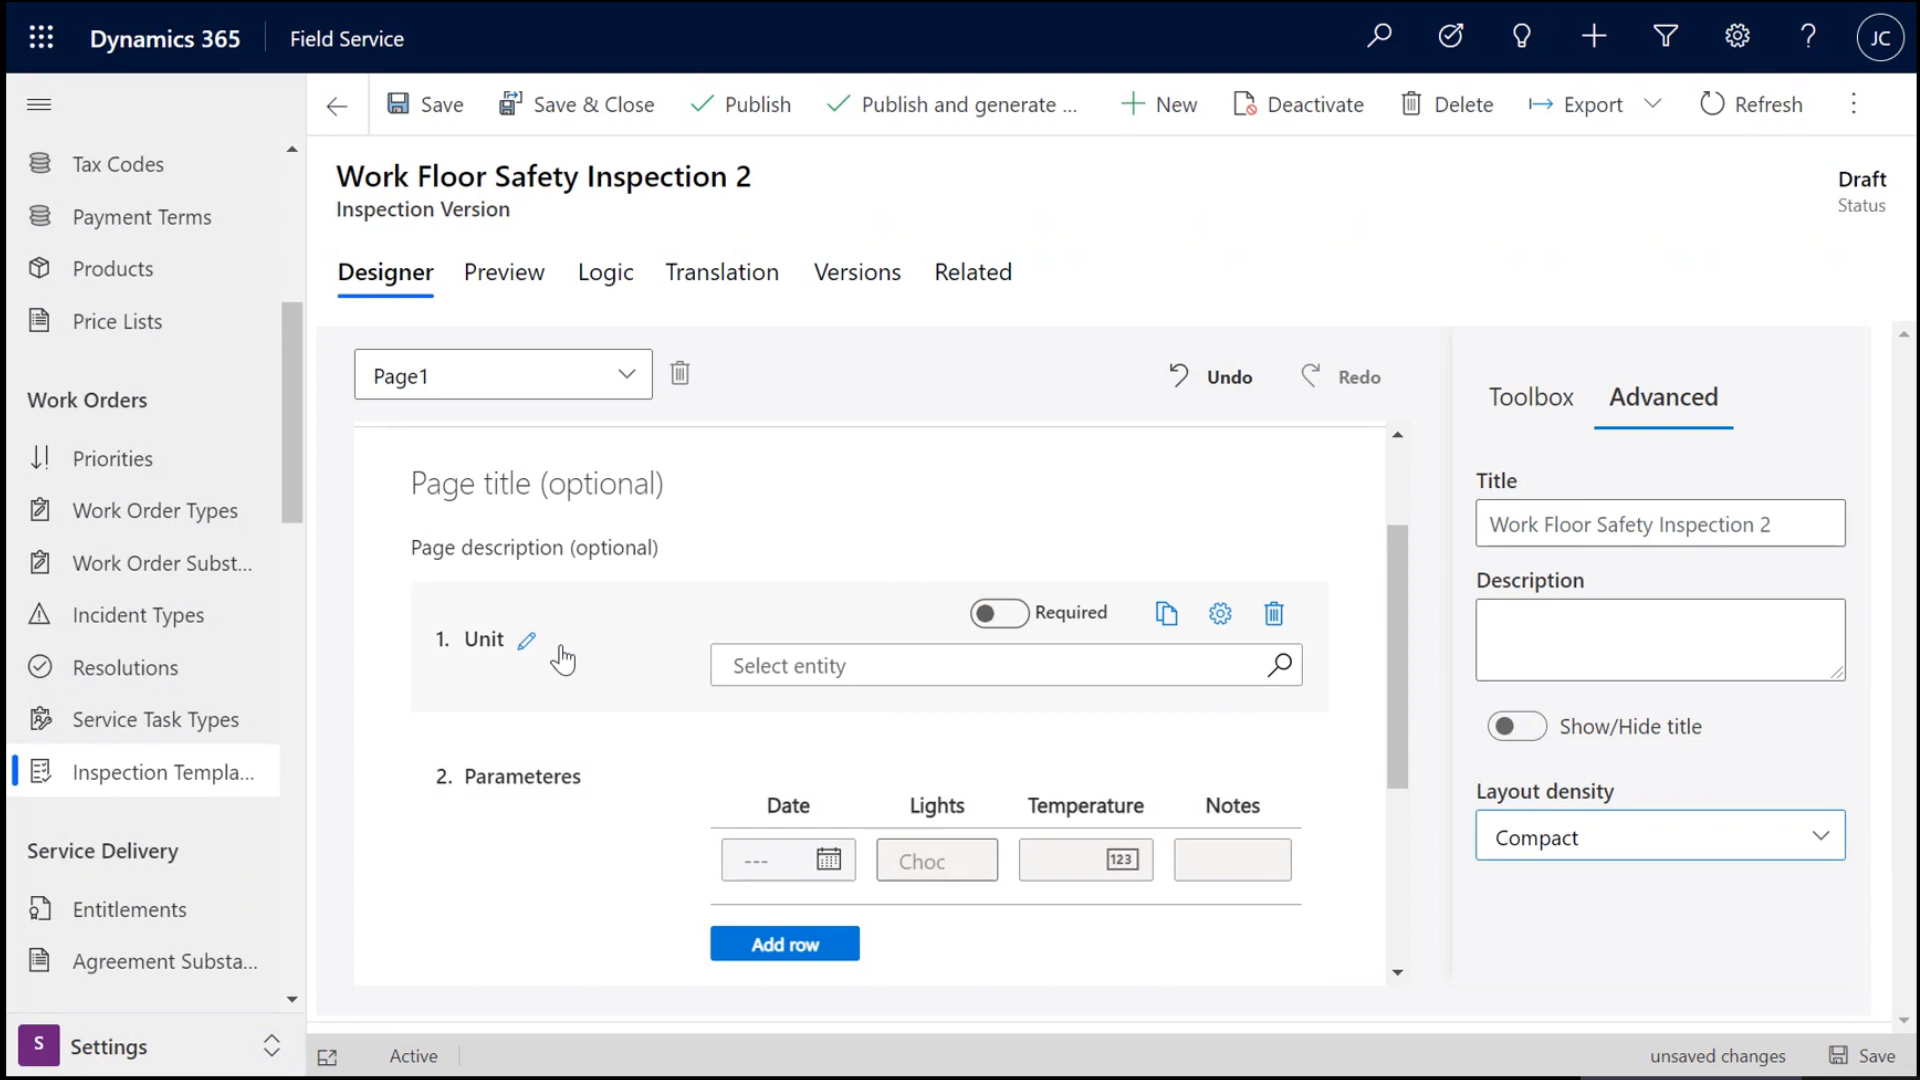 Dynamics 365
Field Service
JC
Save
Save & Close
Publish
Publish and generate ...
New
Deactivate
Delete
Export
Refresh
Tax Codes
Payment Terms
Products
Price Lists
Work Orders
Priorities
Work Order Types
Work Order Subst...
Incident Types
Resolutions
Service Task Types
Inspection Templa...
Service Delivery
Entitlements
Agreement Substa...
S
Settings
Work Floor Safety Inspection 2
Inspection Version
Draft
Status
Designer
Preview
Logic
Translation
Versions
Related
Page1
Undo
Redo
Page title (optional)
Page description (optional)
Required
1. Unit
Select entity
2. Parameteres
Date
Lights
Temperature
Notes
---
Choc
123
Add row
Toolbox
Advanced
Title
Work Floor Safety Inspection 2
Description
Show/Hide title
Layout density
Compact
Active
unsaved changes
Save